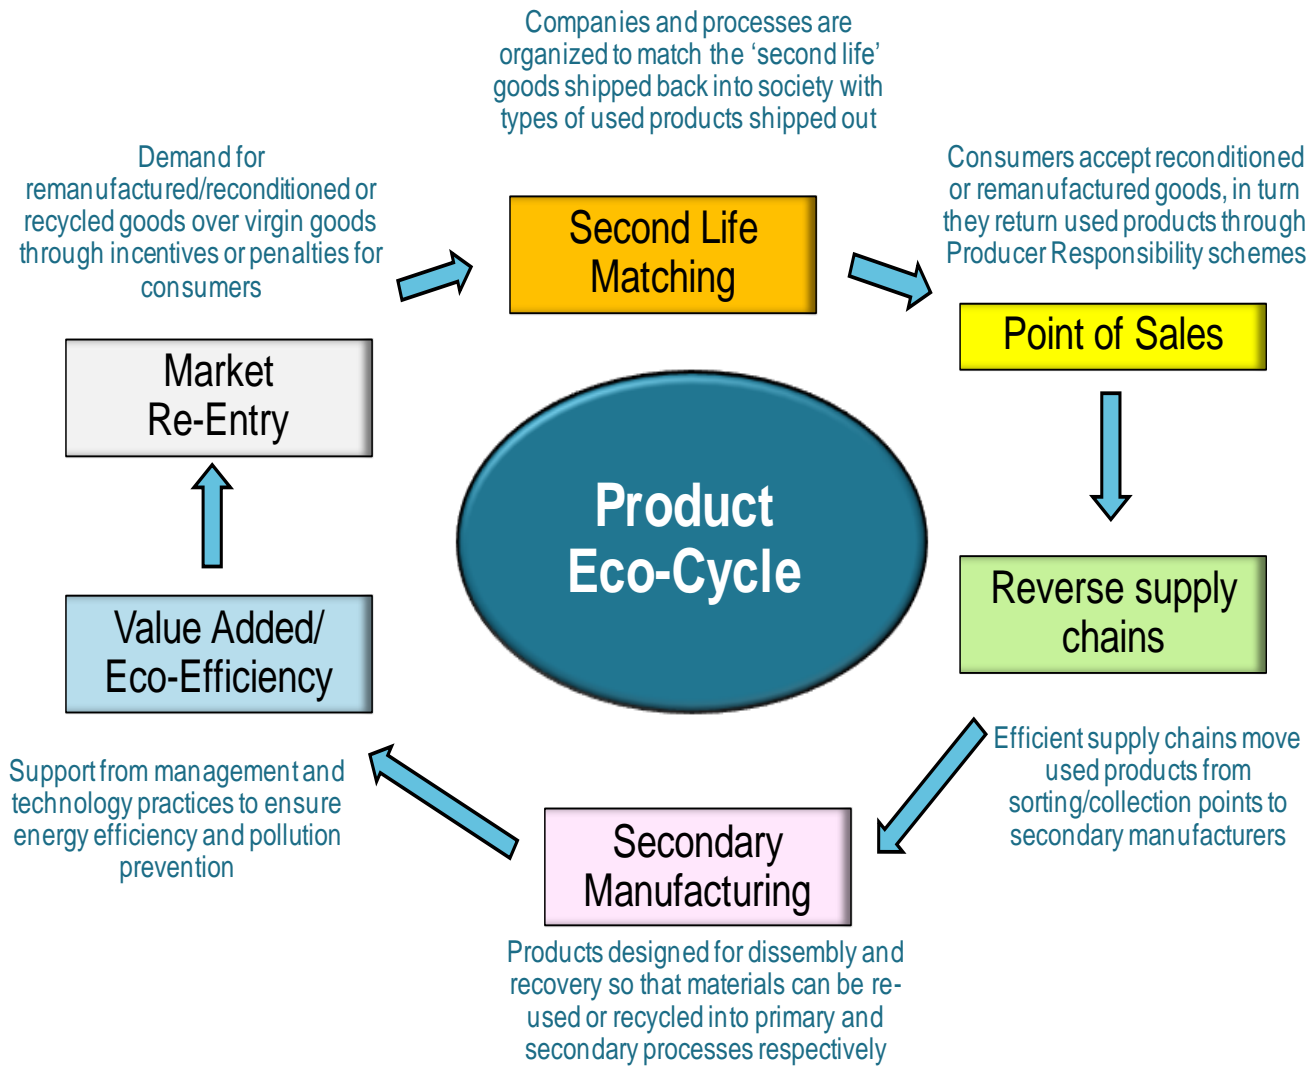 Companies and processes are
organized to match the ‘second life’
goods shipped back into society with
types of used products shipped out
Demand for
remanufactured/reconditioned or
recycled goods over virgin goods
through incentives or penalties for
consumers
Consumers accept reconditioned
or remanufactured goods, in turn
they return used products through
Producer Responsibility schemes
Second Life
Matching
Point of Sales
Market
Re-Entry
Product
Eco-Cycle
Reverse supply
chains
Value Added/
Eco-Efficiency
Efficient supply chains move
used products from
sorting/collection points to
secondary manufacturers
Support from management and
technology practices to ensure
energy efficiency and pollution
prevention
Secondary
Manufacturing
Products designed for dissembly and
recovery so that materials can be re-
used or recycled into primary and
secondary processes respectively